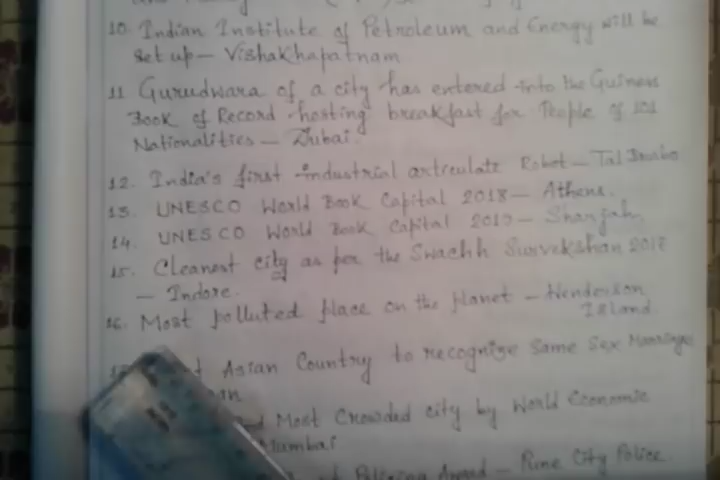 10. Indian Institute of Petroleum and Energy will be
set up - Vishakhapatnam
11 Gurudwara of a city has entered into the Guiness
Book of Record hosting breakfast for People of 101
Nationalities - Dubai.
12. India's first industrial articulate Robot - Tal Brabo
13. UNESCO World Book Capital 2018 - Athens.
14. UNESCO World Book Capital 2019 - Sharjah.
15. Cleanest city as per the Swachh Survekshan 2017
- Indore.
16. Most polluted place on the planet - Henderson
Island
Asian Country to recognize Same Sex Marriage
Most Crowded city by World Economic
Mumbai
Award - Pune City Police.